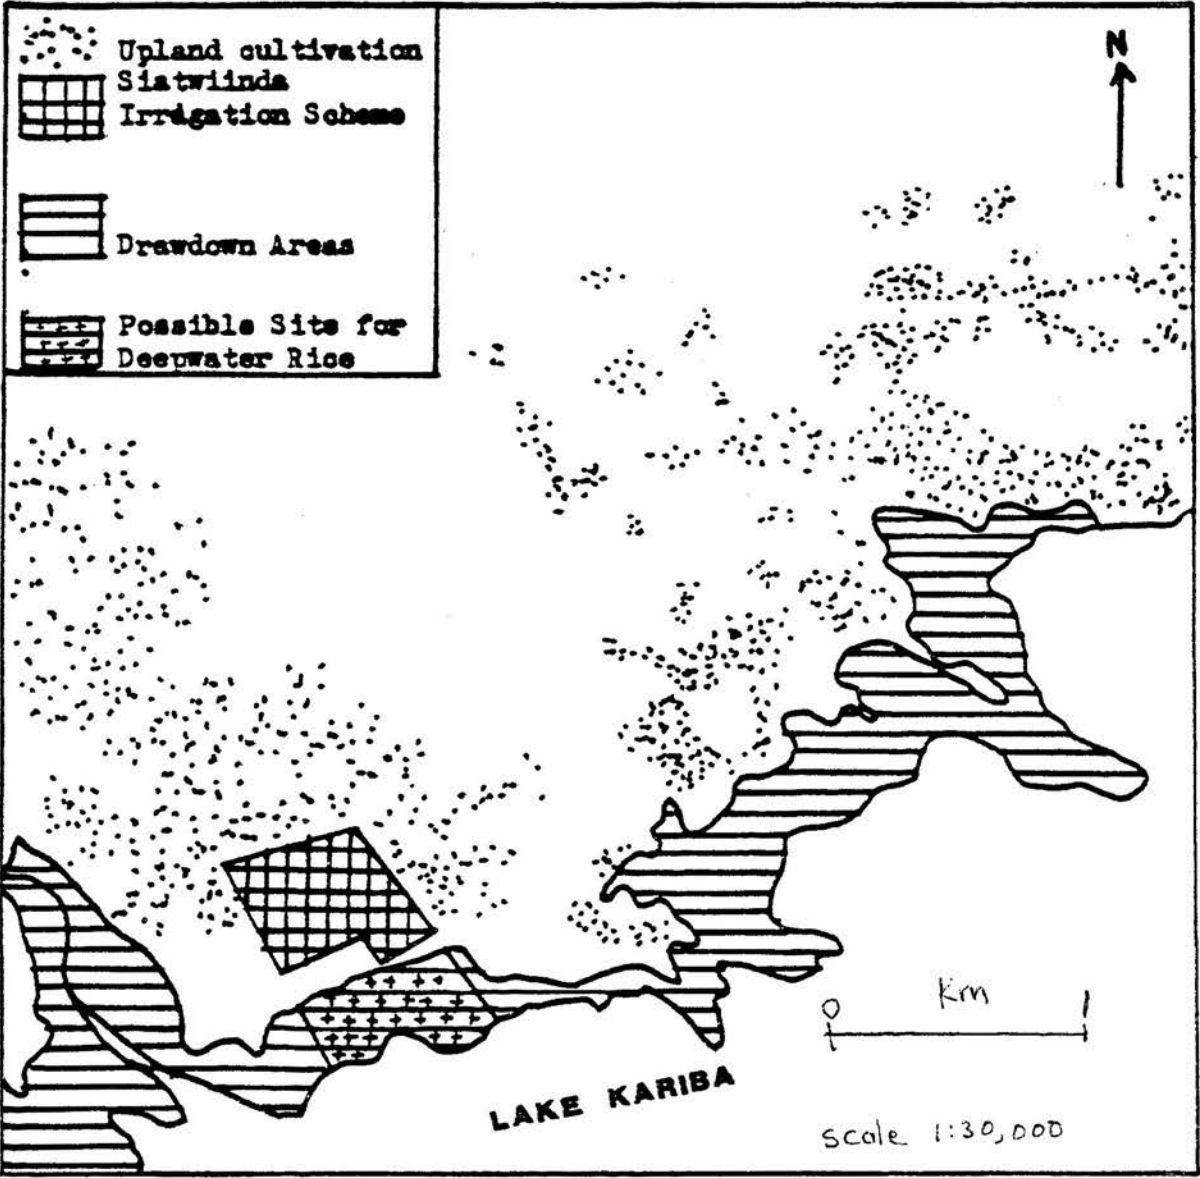 Upland cultivation
Siatwiinda
Irrigation Scheme
Drawdown Areas
Possible Site for
Deepwater Rice
N
0 Km 1
LAKE KARIBA
scale 1:30,000